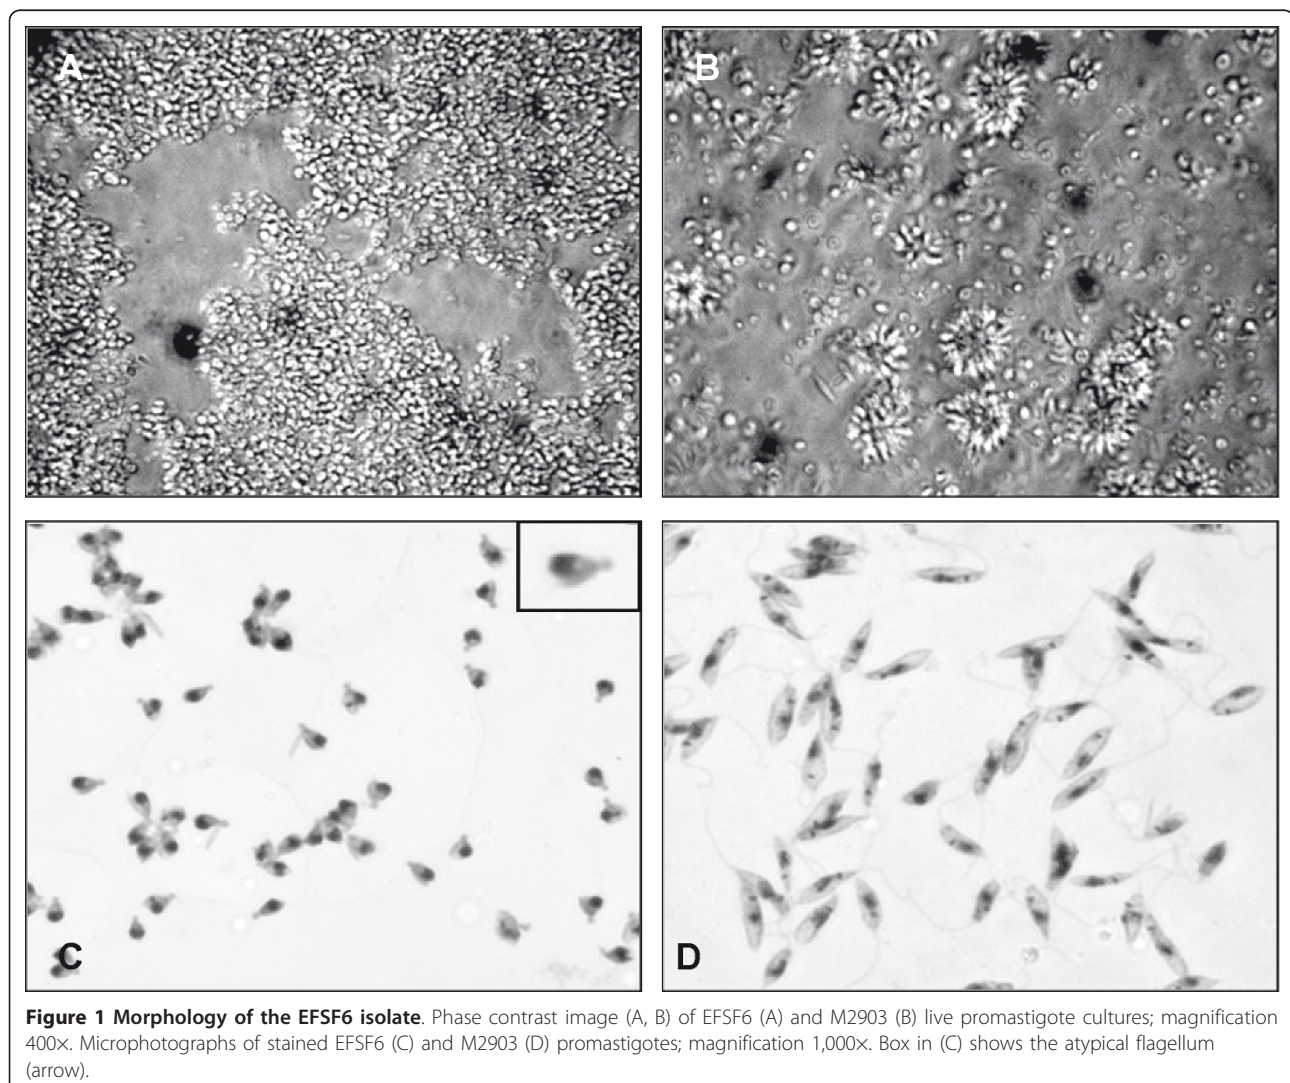 A
B
C
D
Figure 1 Morphology of the EFSF6 isolate. Phase contrast image (A, B) of EFSF6 (A) and M2903 (B) live promastigote cultures; magnification
400×. Microphotographs of stained EFSF6 (C) and M2903 (D) promastigotes; magnification 1,000×. Box in (C) shows the atypical flagellum
(arrow).